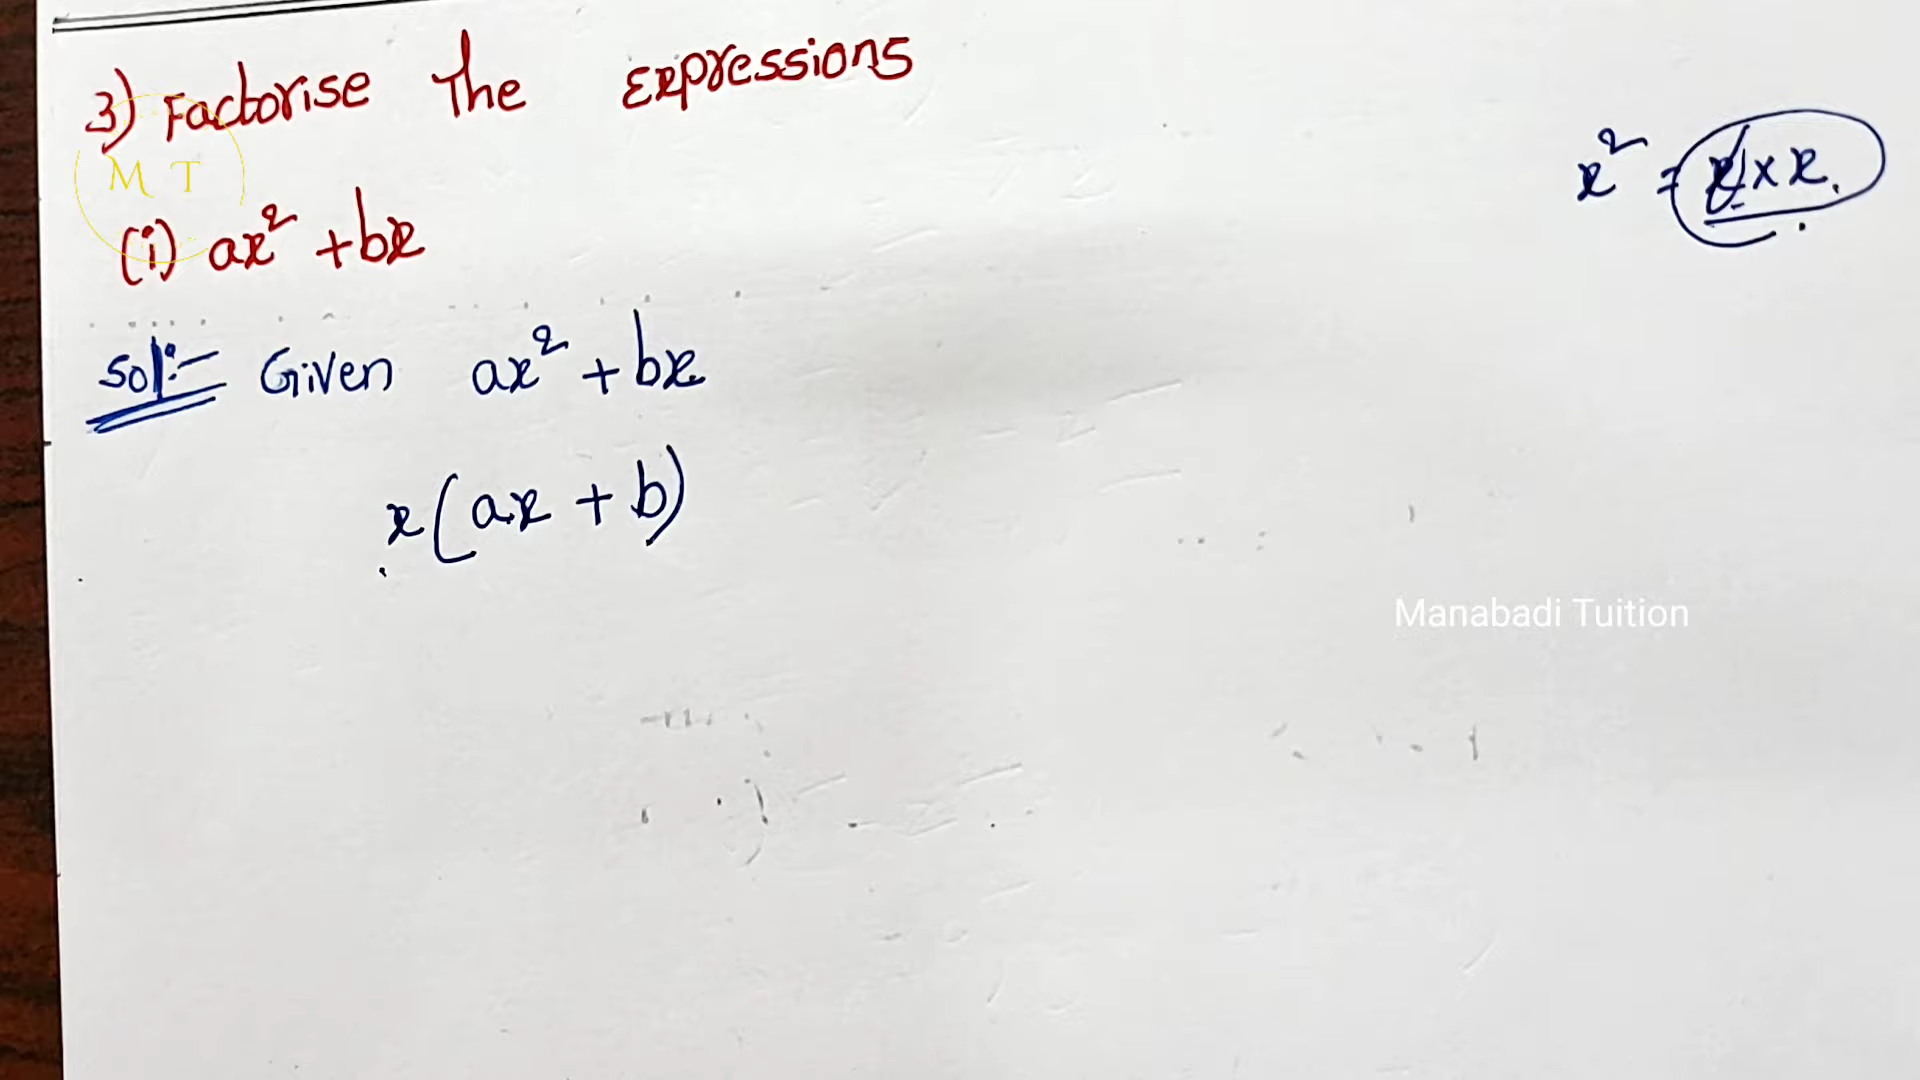 3) Factorise The Expressions
M T
(i) ax² + bx
x² = x × x.
Sol:- Given ax² + bx
x(ax + b)
Manabadi Tuition